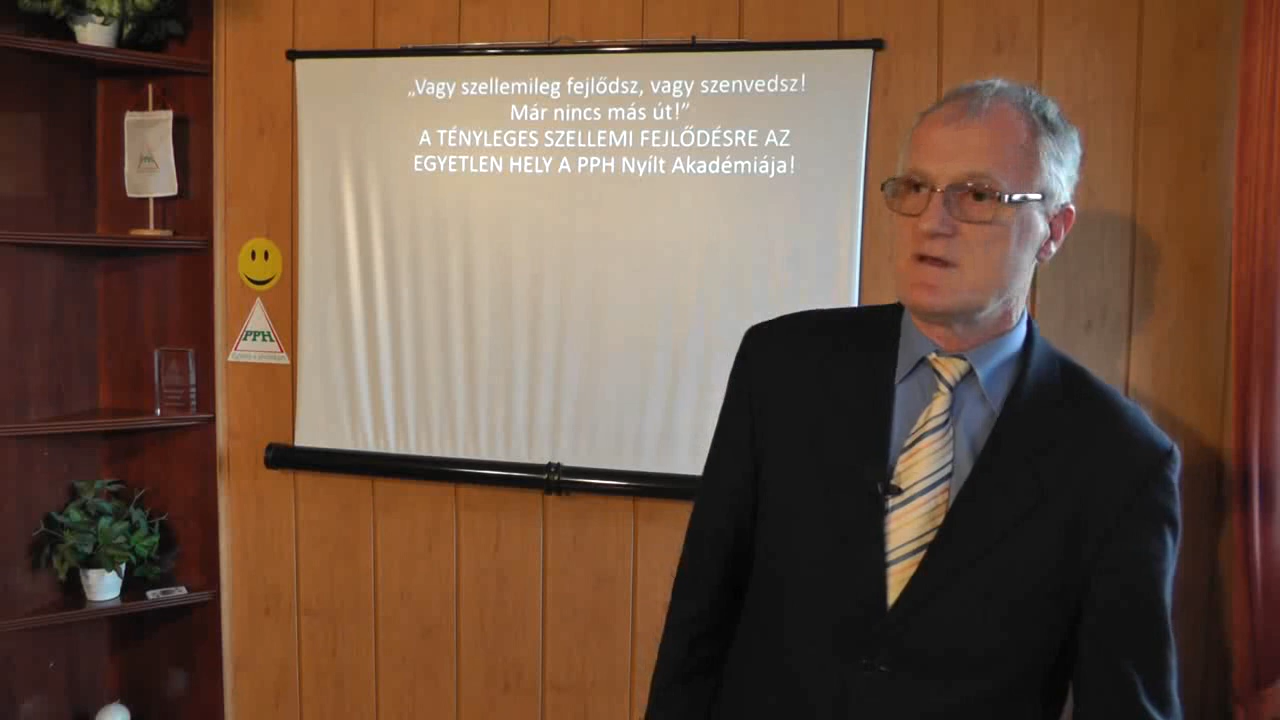 „Vagy szellemileg fejlődsz, vagy szenvedsz!
Már nincs más út!”
A TÉNYLEGES SZELLEMI FEJLŐDÉSRE AZ
EGYETLEN HELY A PPH Nyílt Akadémiája!
PPH
PPH